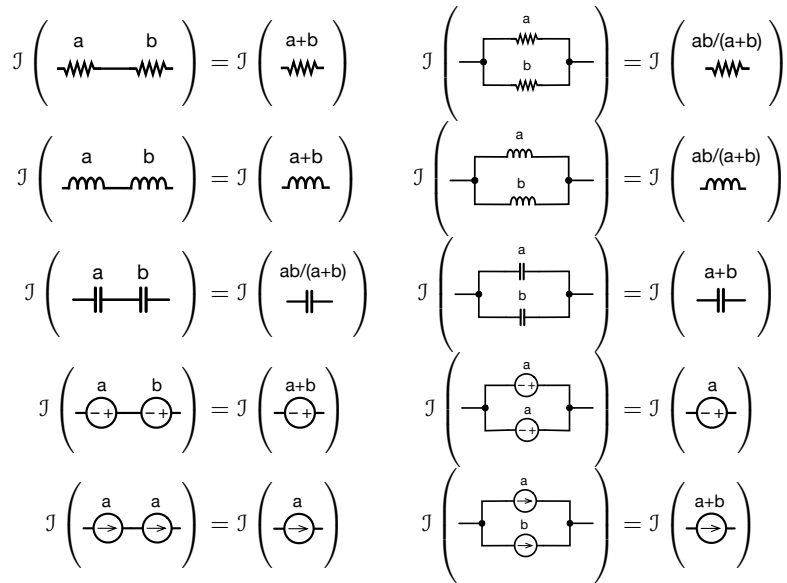 ℐ ( a b ) = ℐ ( a+b ) ℐ ( a b ) = ℐ ( ab/(a+b) )
ℐ ( a b ) = ℐ ( a+b ) ℐ ( a b ) = ℐ ( ab/(a+b) )
ℐ ( a b ) = ℐ ( ab/(a+b) ) ℐ ( a b ) = ℐ ( a+b )
ℐ ( a − + b − + ) = ℐ ( a+b − + ) ℐ ( a − + a − + ) = ℐ ( a − + )
ℐ ( a → a → ) = ℐ ( a → ) ℐ ( a → b → ) = ℐ ( a+b → )